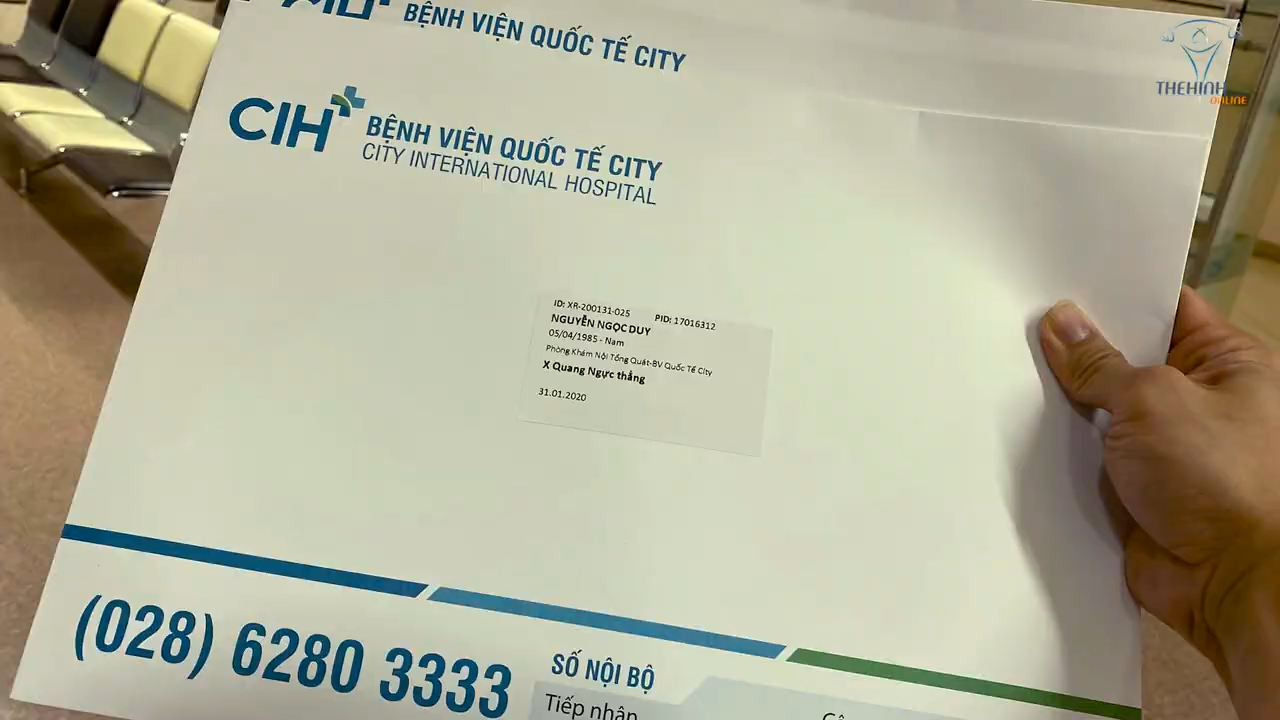 BỆNH VIỆN QUỐC TẾ CITY
THEHINH
ONLINE
CIH
BỆNH VIỆN QUỐC TẾ CITY
CITY INTERNATIONAL HOSPITAL
ID: XR-200131-025 PID: 17016312
NGUYỄN NGỌC DUY
05/04/1985 - Nam
Phòng Khám Nội Tổng Quát-BV Quốc Tế City
X Quang Ngực thẳng
31.01.2020
(028) 6280 3333
SỐ NỘI BỘ
Tiếp nhận